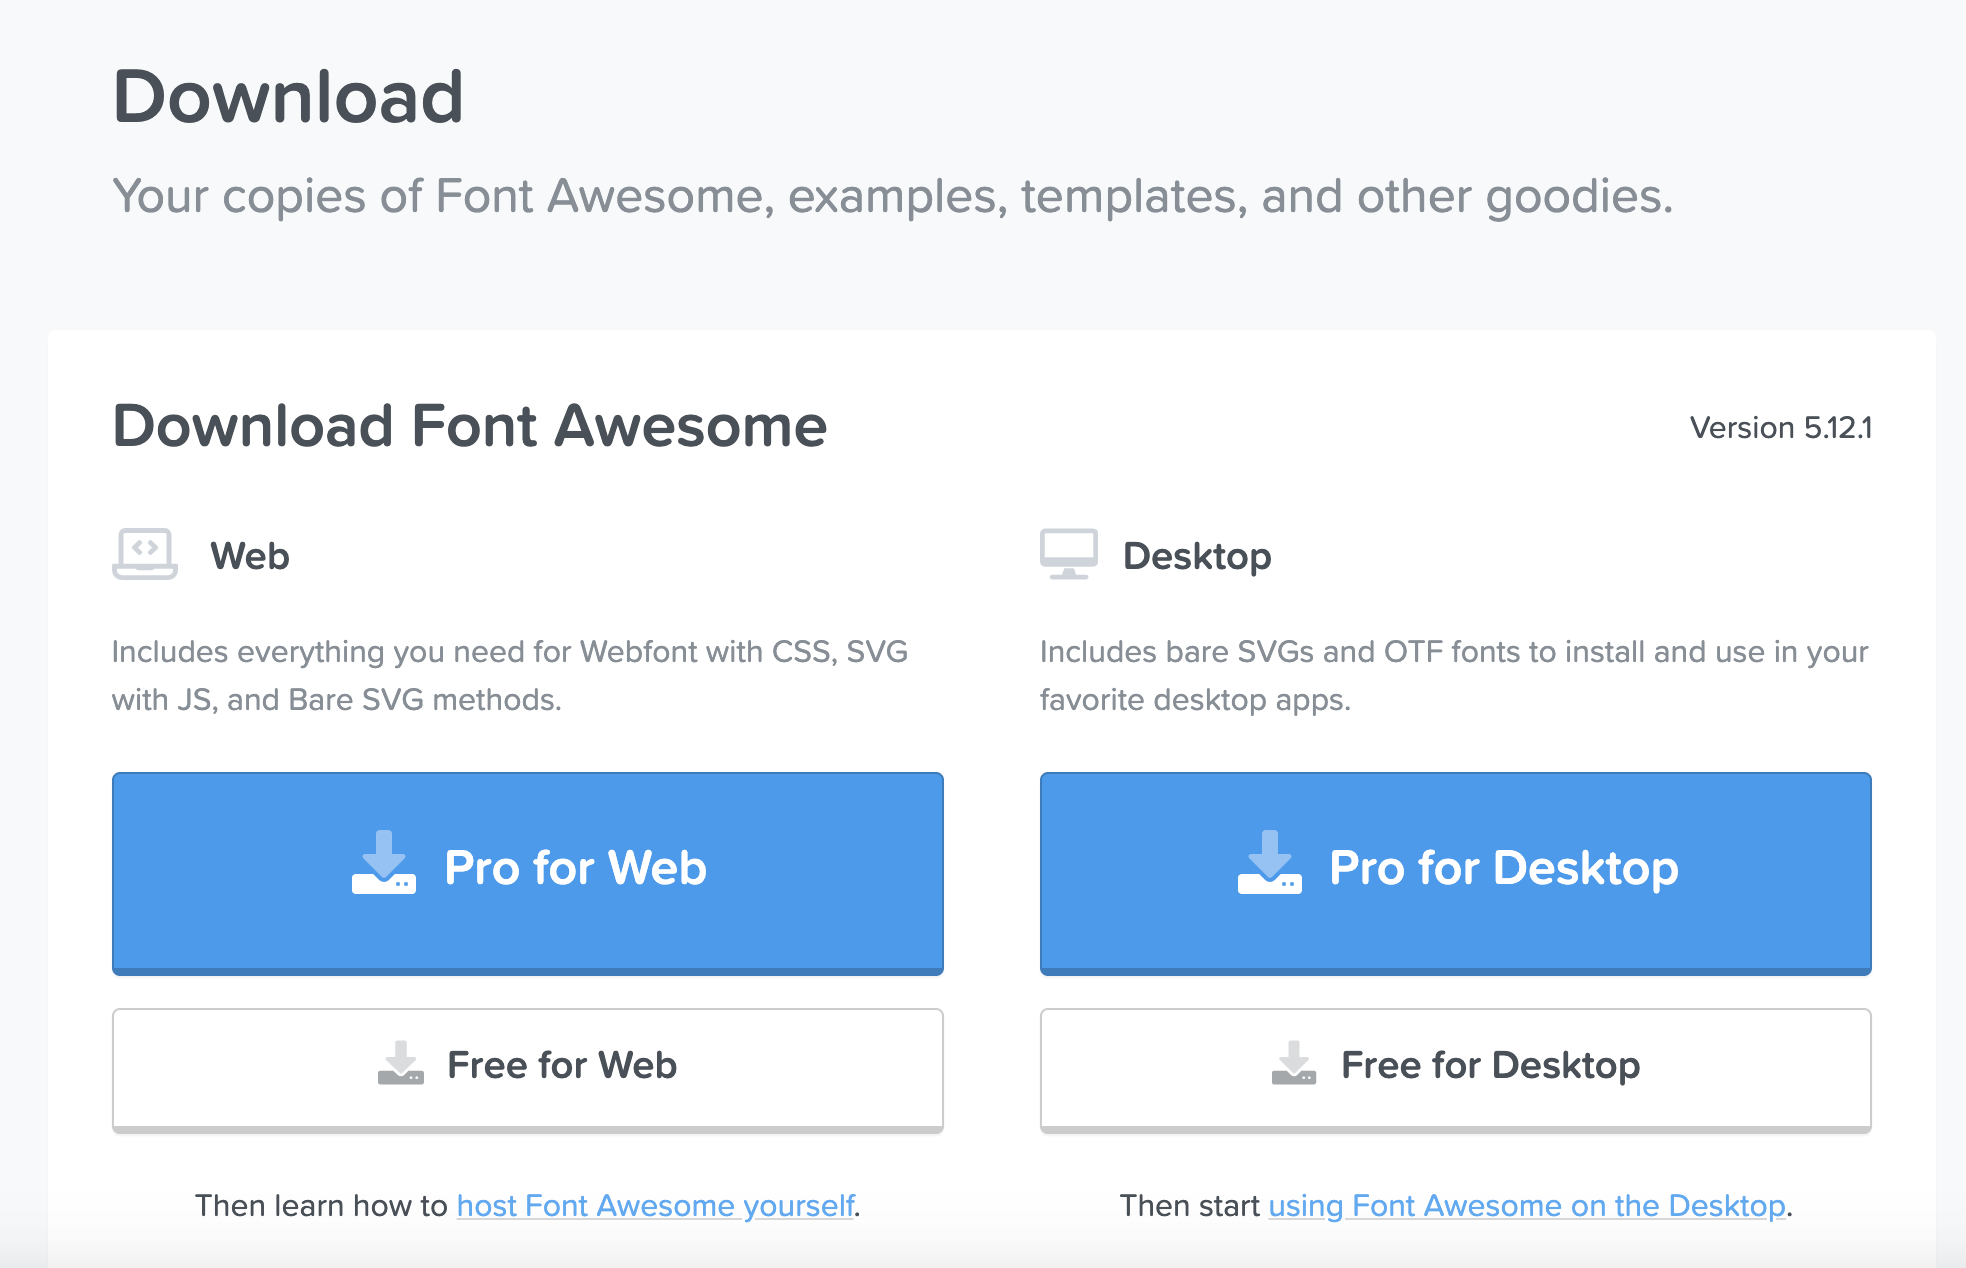 Download
Your copies of Font Awesome, examples, templates, and other goodies.
Download Font Awesome
Version 5.12.1
Web
Includes everything you need for Webfont with CSS, SVG
with JS, and Bare SVG methods.
Pro for Web
Free for Web
Then learn how to host Font Awesome yourself.
Desktop
Includes bare SVGs and OTF fonts to install and use in your
favorite desktop apps.
Pro for Desktop
Free for Desktop
Then start using Font Awesome on the Desktop.